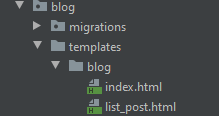 blog
migrations
templates
blog
index.html
list_post.html